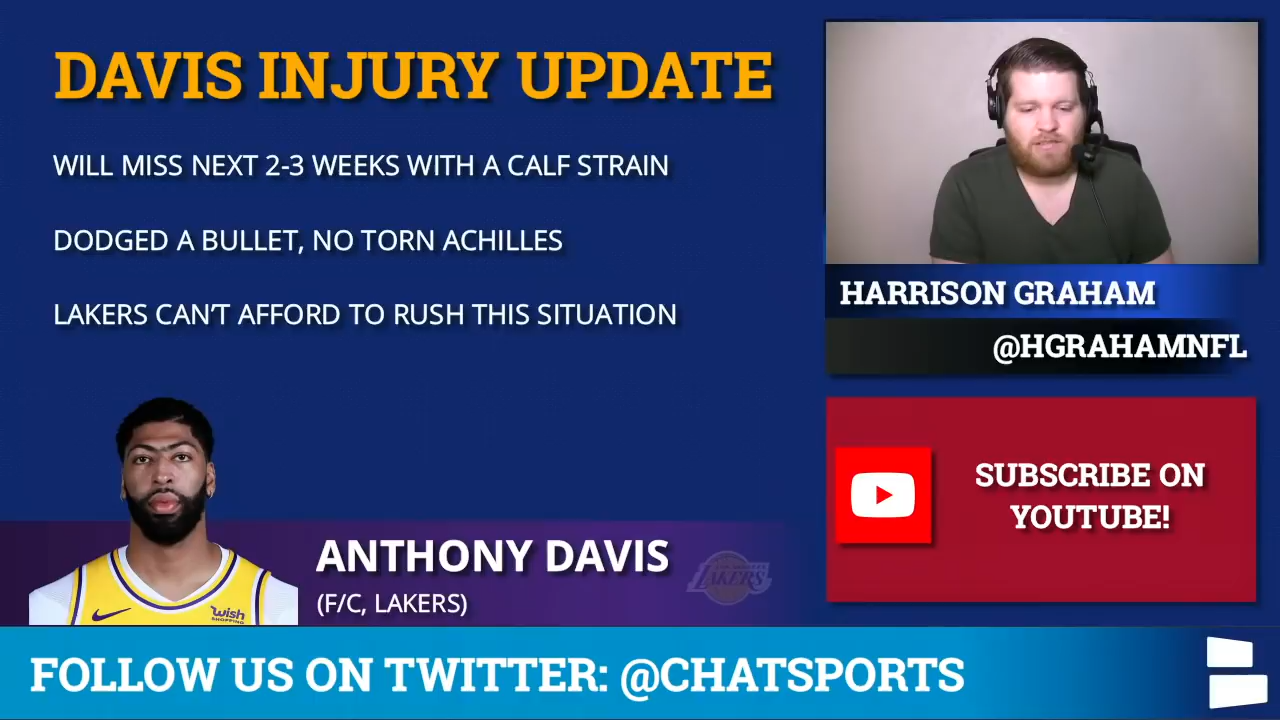 DAVIS INJURY UPDATE
WILL MISS NEXT 2-3 WEEKS WITH A CALF STRAIN
DODGED A BULLET, NO TORN ACHILLES
LAKERS CAN'T AFFORD TO RUSH THIS SITUATION
HARRISON GRAHAM
@HGRAHAMNFL
SUBSCRIBE ON
YOUTUBE!
wish
SHOPPING
ANTHONY DAVIS
(F/C, LAKERS)
LAKERS
FOLLOW US ON TWITTER: @CHATSPORTS